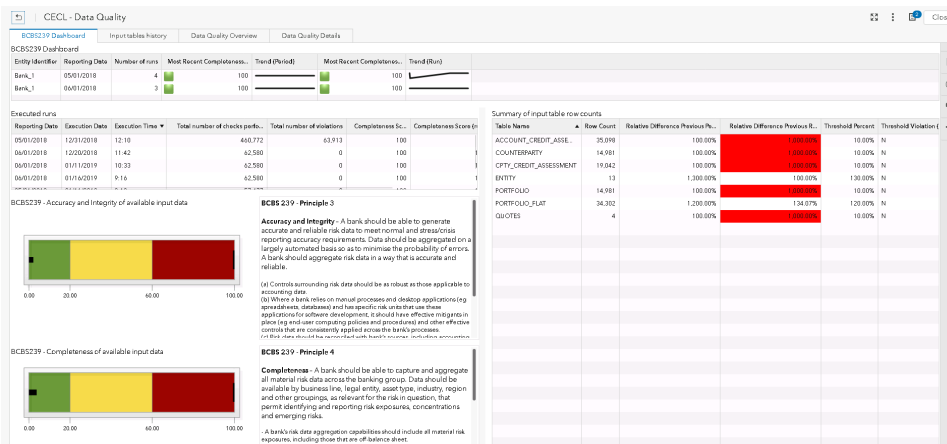 CECL - Data Quality
2
Clos
BCBS239 Dashboard
Input tables history
Data Quality Overview
Data Quality Details
BCBS239 Dashboard
Entity Identifier Reporting Date Number of runs Most Recent Completeness... Trend (Period) Most Recent Completeness... Trend (Run)
Bank_1 05/01/2018 4 100 100
Bank_1 06/01/2018 3 100 100
Executed runs
Reporting Date Execution Date Execution Time Total number of checks perfo... Total number of violations Completeness Sc... Completeness Score (n
05/01/2018 12/31/2018 12:10 460,772 63,913 100
06/01/2018 12/20/2018 11:42 62,580 0 100 1
06/01/2018 01/11/2019 10:33 62,580 0 100 1
06/01/2018 01/16/2019 9:16 62,580 0 100 1
Summary of input table row counts
Table Name Row Count Relative Difference Previous Pe... Relative Difference Previous R... Threshold Percent Threshold Violation (
ACCOUNT_CREDIT_ASSE... 35,098 100.00% 1,000.00% 10.00% N
COUNTERPARTY 14,981 100.00% 1,000.00% 10.00% N
CPTY_CREDIT_ASSESSMENT 19,042 100.00% 1,000.00% 10.00% N
ENTITY 13 1,300.00% 100.00% 130.00% N
PORTFOLIO 14,981 100.00% 1,000.00% 10.00% N
PORTFOLIO_FLAT 34,302 1,200.00% 134.07% 120.00% N
QUOTES 4 100.00% 1,000.00% 10.00% N
BCBS239 - Accuracy and Integrity of available input data
0.00 20.00 60.00 100.00
BCBS 239 - Principle 3
Accuracy and Integrity – A bank should be able to generate
accurate and reliable risk data to meet normal and stress/crisis
reporting accuracy requirements. Data should be aggregated on a
largely automated basis so as to minimise the probability of errors.
A bank should aggregate risk data in a way that is accurate and
reliable.
(a) Controls surrounding risk data should be as robust as those applicable to
accounting data.
(b) Where a bank relies on manual processes and desktop applications (eg
spreadsheets, databases) and has specific risk units that use these
applications for software development, it should have effective mitigants in
place (eg end-user computing policies and procedures) and other effective
controls that are consistently applied across the bank's processes.
(c) Risk data should be reconciled with bank's sources, including accounting
BCBS239 - Completeness of available input data
0.00 20.00 60.00 100.00
BCBS 239 - Principle 4
Completeness – A bank should be able to capture and aggregate
all material risk data across the banking group. Data should be
available by business line, legal entity, asset type, industry, region
and other groupings, as relevant for the risk in question, that
permit identifying and reporting risk exposures, concentrations
and emerging risks.
- A bank's risk data aggregation capabilities should include all material risk
exposures, including those that are off-balance sheet.